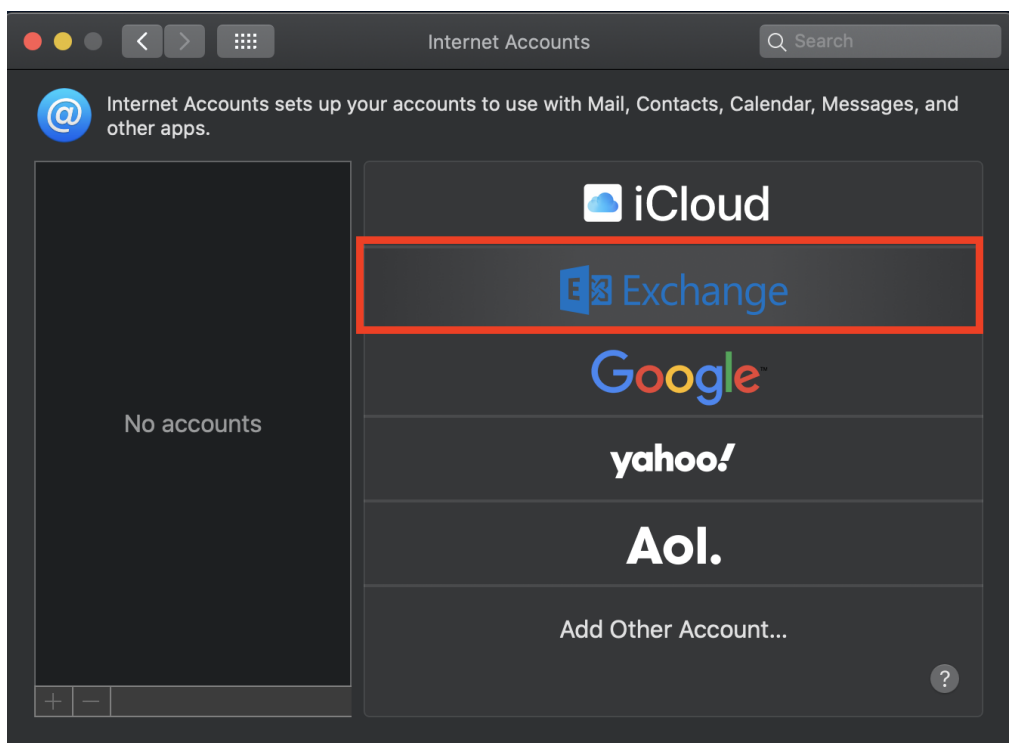 Internet Accounts
Search
@
Internet Accounts sets up your accounts to use with Mail, Contacts, Calendar, Messages, and
other apps.
No accounts
iCloud
E Exchange
Google™
yahoo!
Aol.
Add Other Account...
?